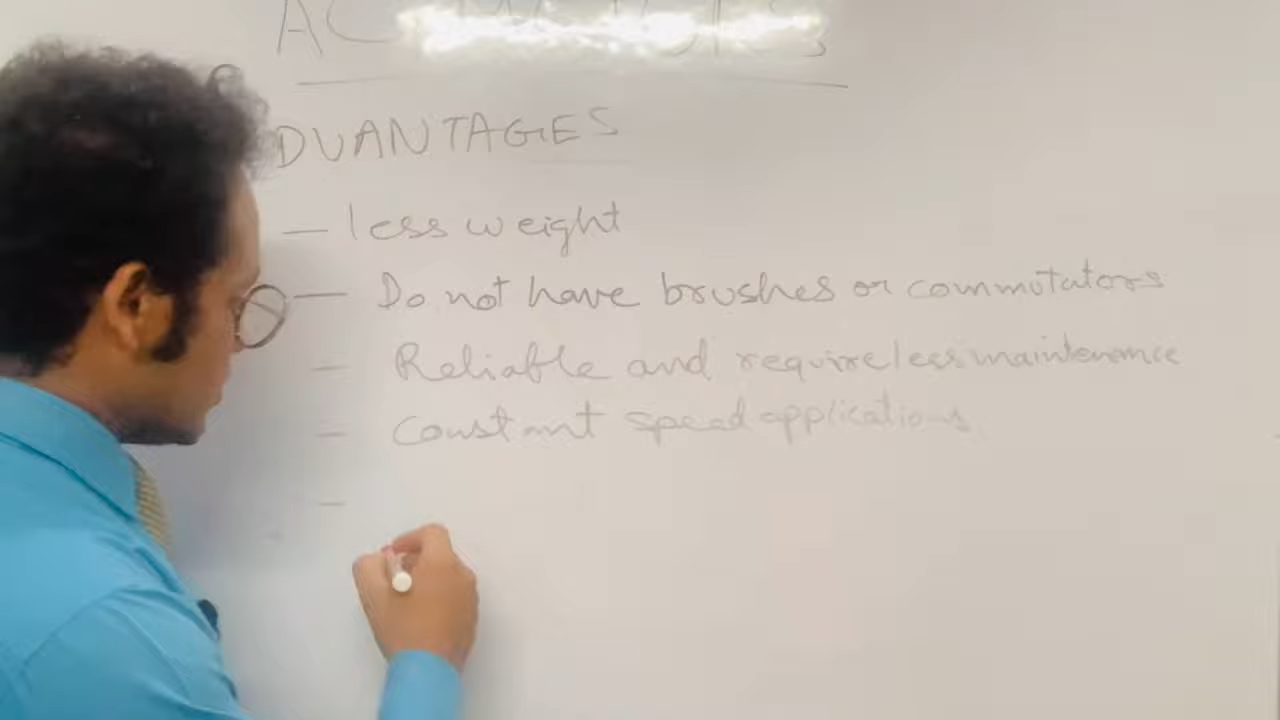 AC
DVANTAGES
— less weight
— Do not have brushes or commutators
— Reliable and require less maintenance
— Constant speed applications
—